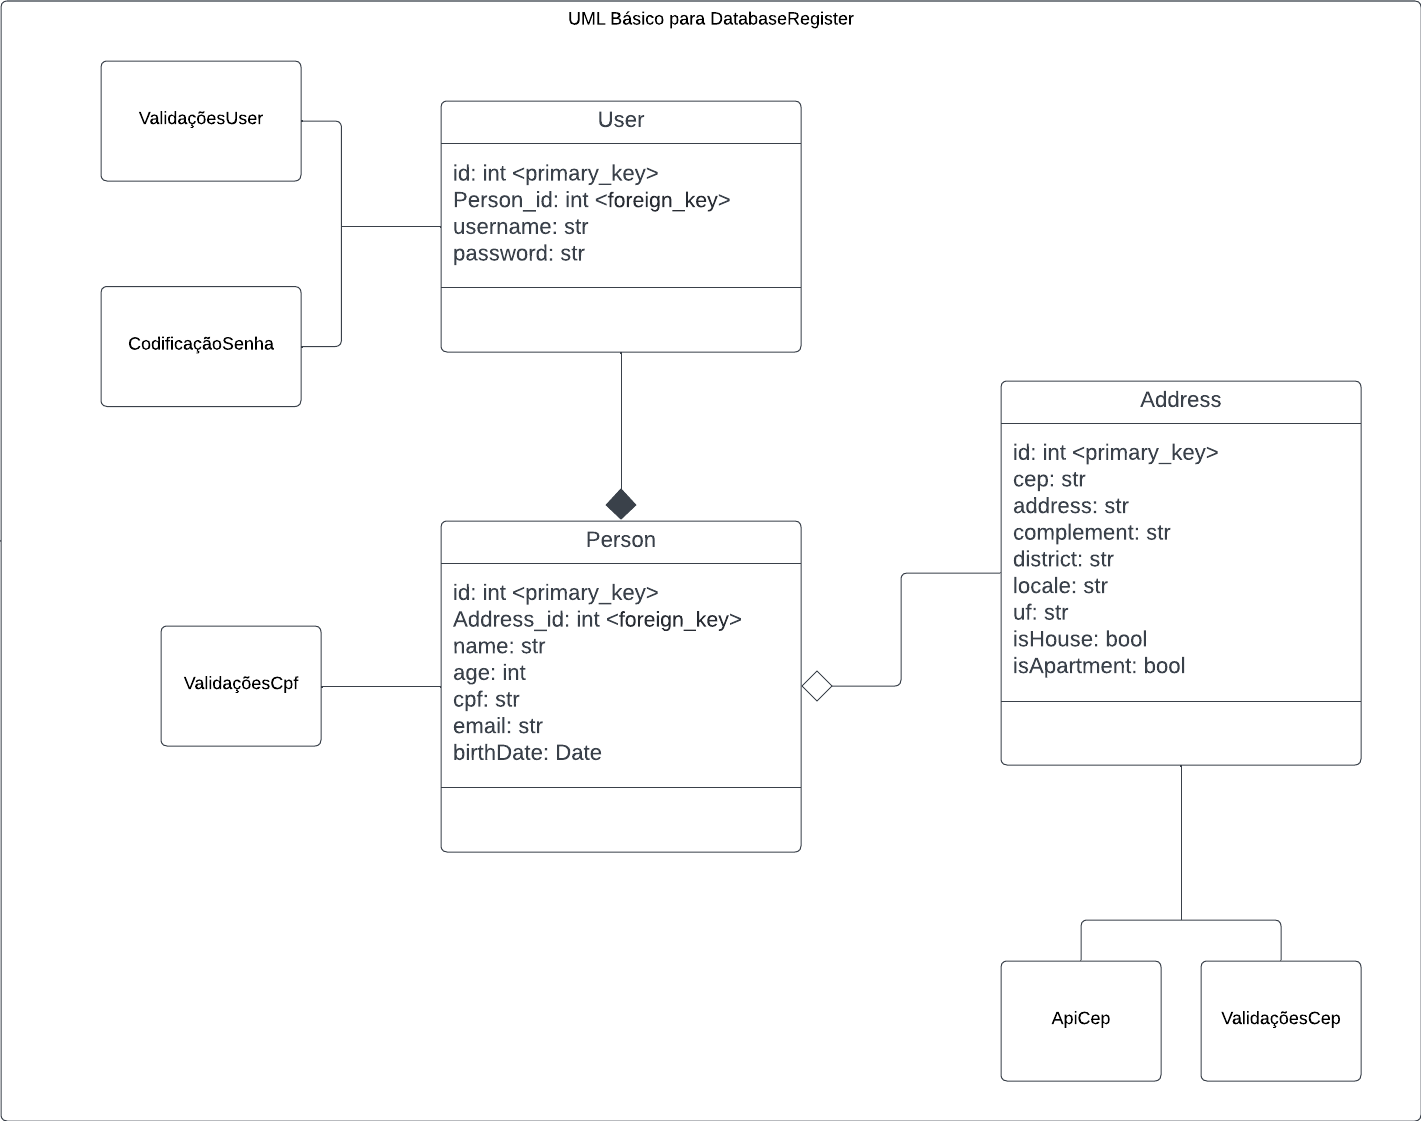 UML Básico para DatabaseRegister
ValidaçõesUser
CodificaçãoSenha
User
id: int <primary_key>
Person_id: int <foreign_key>
username: str
password: str
Person
id: int <primary_key>
Address_id: int <foreign_key>
name: str
age: int
cpf: str
email: str
birthDate: Date
ValidaçõesCpf
Address
id: int <primary_key>
cep: str
address: str
complement: str
district: str
locale: str
uf: str
isHouse: bool
isApartment: bool
ApiCep
ValidaçõesCep